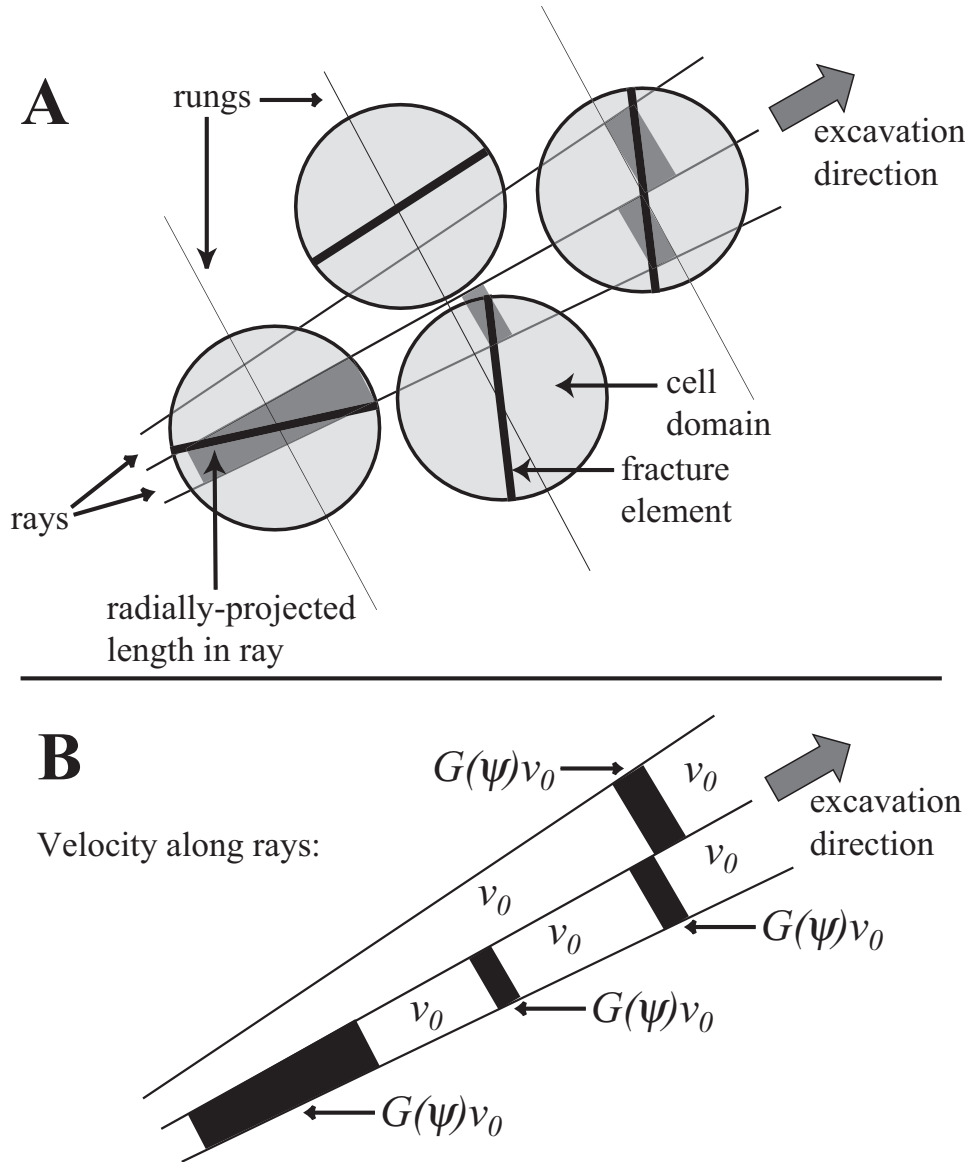 A
rungs
excavation
direction
cell
domain
fracture
element
rays
radially-projected
length in ray
B
G(ψ)v₀
v₀
excavation
direction
Velocity along rays:
v₀
v₀
v₀
G(ψ)v₀
v₀
G(ψ)v₀
G(ψ)v₀